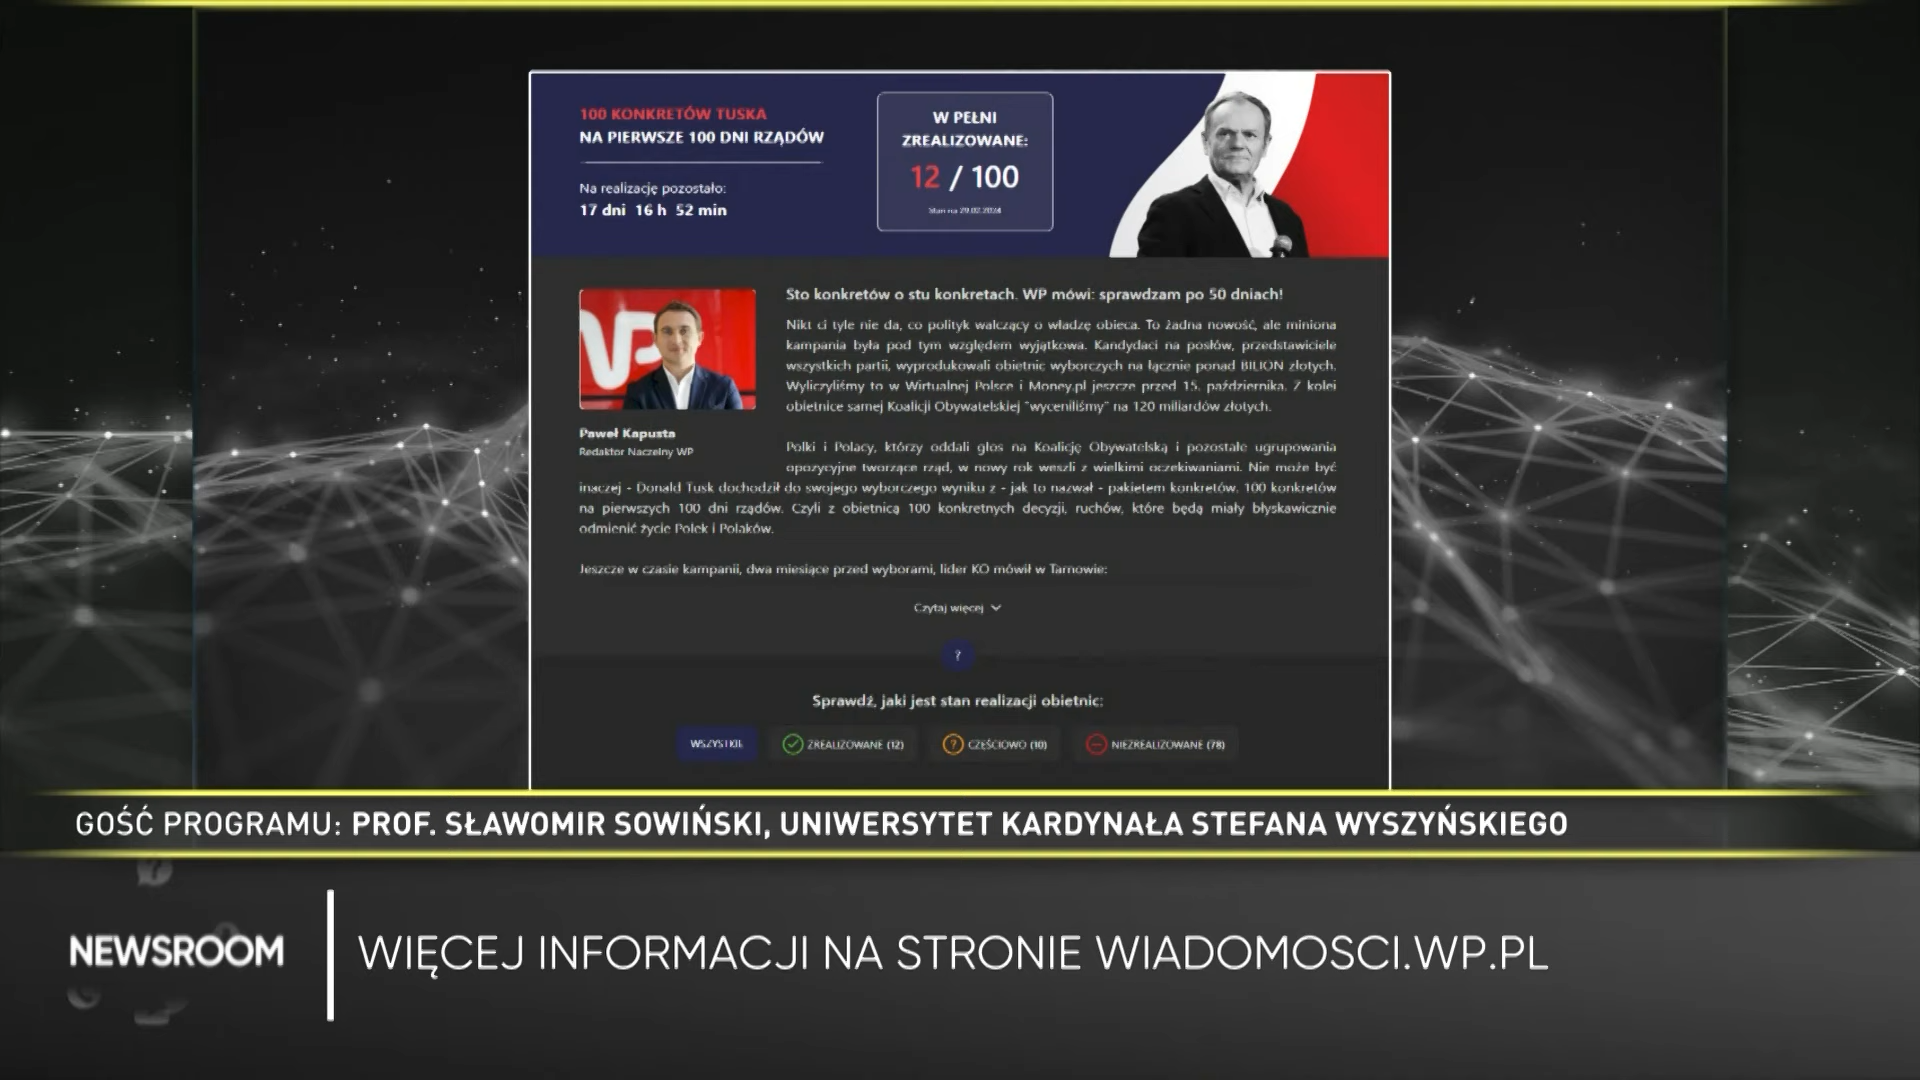 100 KONKRETÓW TUSKA
NA PIERWSZE 100 DNI RZĄDÓW
Na realizację pozostało:
17 dni 16 h 52 min
W PEŁNI
ZREALIZOWANE:
12 / 100
Stan na 29.02.2024
Sto konkretów o stu konkretach. WP mówi: sprawdzam po 50 dniach!
Nikt ci tyle nie da, co polityk walczący o władzę obieca. To żadna nowość, ale miniona
kampania była pod tym względem wyjątkowa. Kandydaci na posłów, przedstawiciele
wszystkich partii, wyprodukowali obietnic wyborczych na łącznie ponad BILION złotych.
Wyliczyliśmy to w Wirtualnej Polsce i Money.pl jeszcze przed 15. października. Z kolei
obietnice samej Koalicji Obywatelskiej "wyceniliśmy" na 120 miliardów złotych.
WP
Paweł Kapusta
Redaktor Naczelny WP
Polki i Polacy, którzy oddali głos na Koalicję Obywatelską i pozostałe ugrupowania
opozycyjne tworzące rząd, w nowy rok weszli z wielkimi oczekiwaniami. Nie może być
inaczej - Donald Tusk dochodził do swojego wyborczego wyniku z - jak to nazwał - pakietem konkretów. 100 konkretów
na pierwszych 100 dni rządów. Czyli z obietnicą 100 konkretnych decyzji, ruchów, które będą miały błyskawicznie
odmienić życie Polek i Polaków.
Jeszcze w czasie kampanii, dwa miesiące przed wyborami, lider KO mówił w Tarnowie:
Czytaj więcej
?
Sprawdź, jaki jest stan realizacji obietnic:
WSZYSTKIE ZREALIZOWANE (12) ? CZĘŚCIOWO (10) NIEZREALIZOWANE (78)
GOŚĆ PROGRAMU: PROF. SŁAWOMIR SOWIŃSKI, UNIWERSYTET KARDYNAŁA STEFANA WYSZYŃSKIEGO
NEWSROOM
WIĘCEJ INFORMACJI NA STRONIE WIADOMOSCI.WP.PL